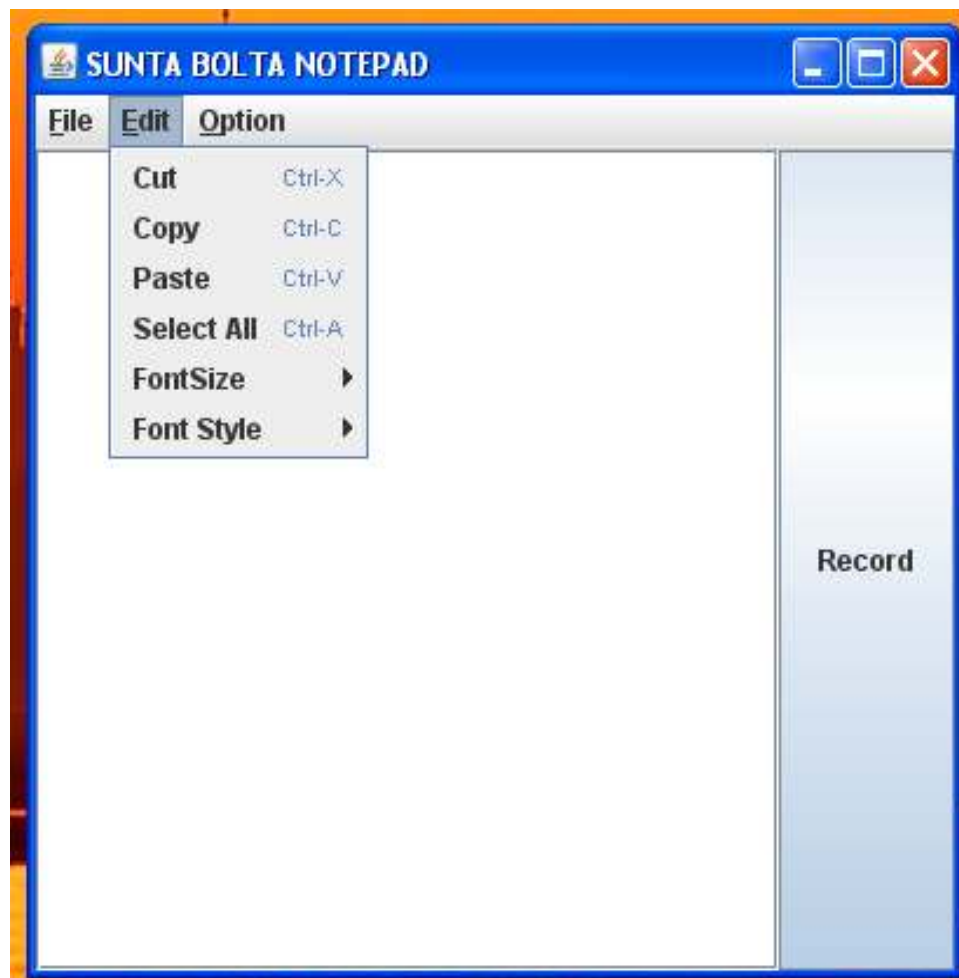 SUNTA BOLTA NOTEPAD
File Edit Option
Cut Ctrl-X
Copy Ctrl-C
Paste Ctrl-V
Select All Ctrl-A
FontSize
Font Style
Record